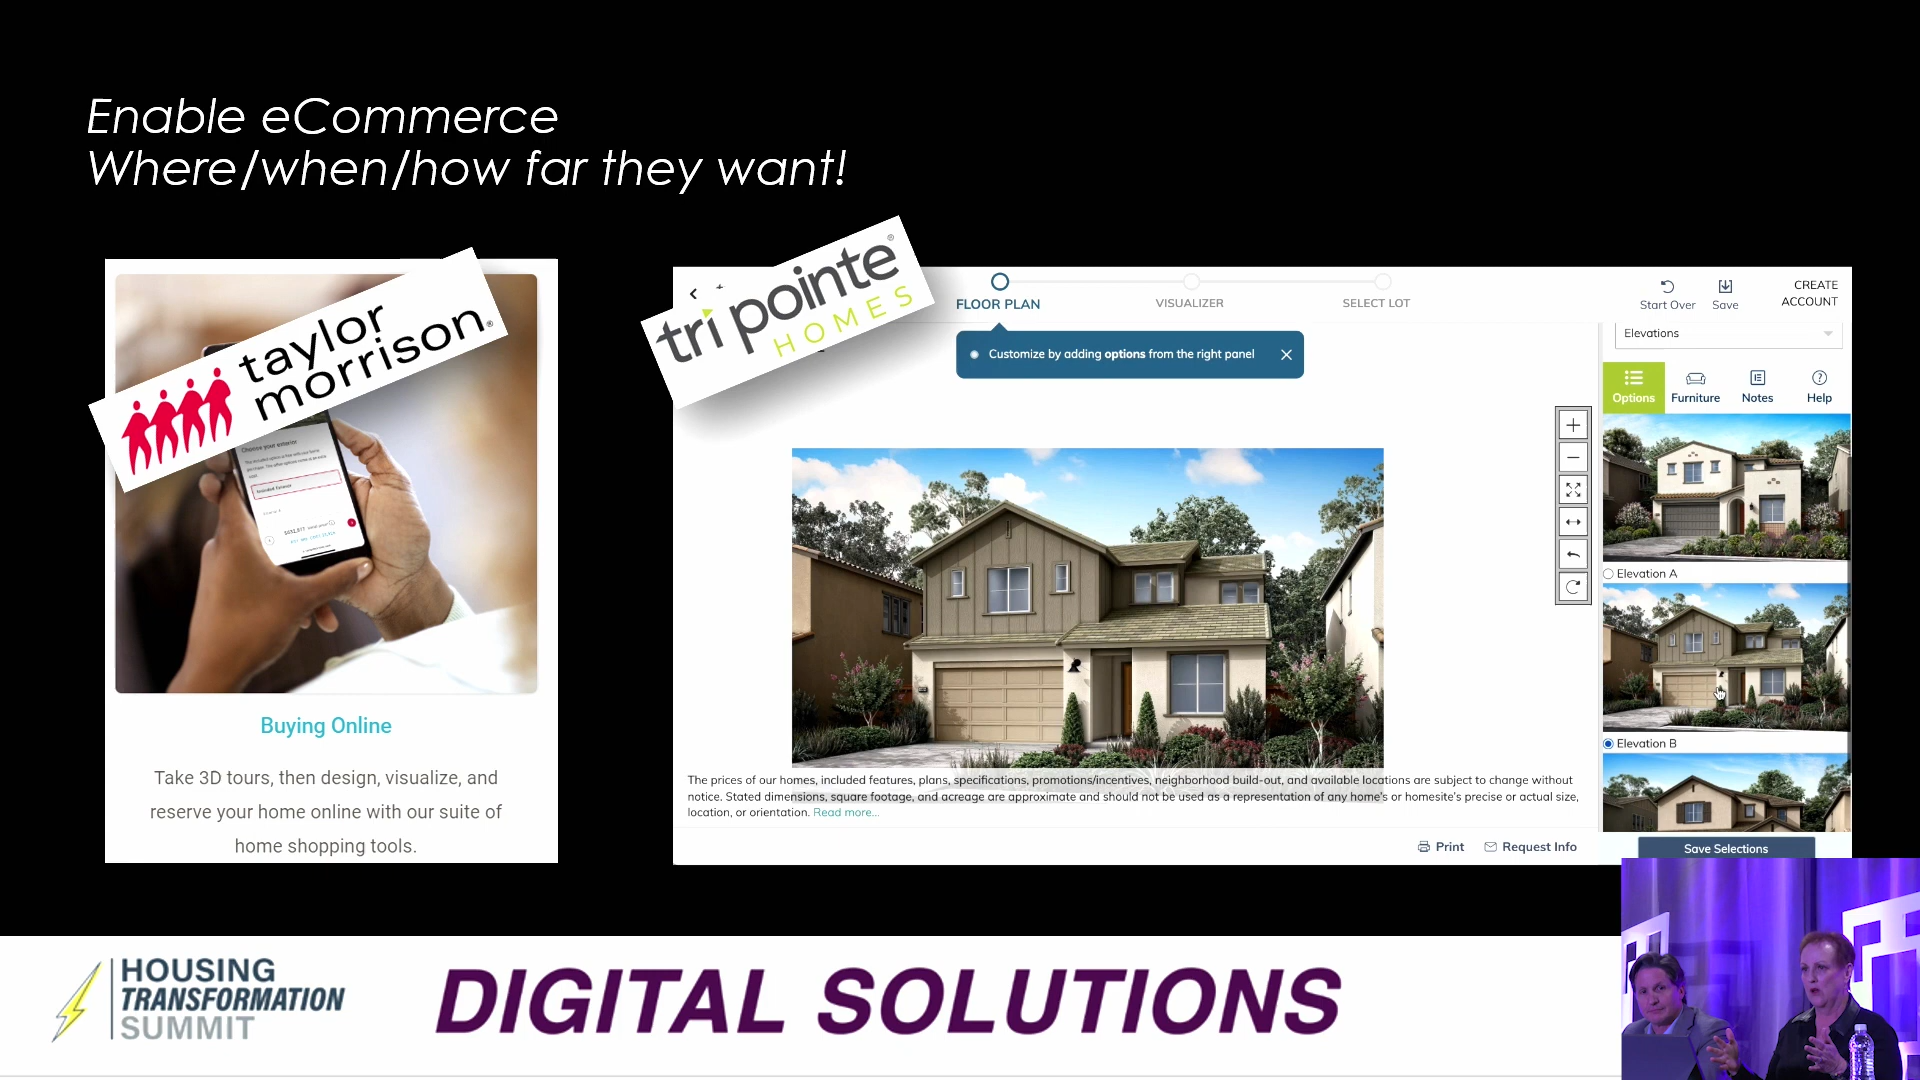 Enable eCommerce
Where/when/how far they want!
taylor
morrison®
Choose your exterior
Buying Online
Take 3D tours, then design, visualize, and
reserve your home online with our suite of
home shopping tools.
tri pointe®
HOMES
FLOOR PLAN
VISUALIZER
SELECT LOT
Start Over
Save
CREATE
ACCOUNT
Customize by adding options from the right panel
Elevations
Options
Furniture
Notes
Help
Elevation A
Elevation B
The prices of our homes, included features, plans, specifications, promotions/incentives, neighborhood build-out, and available locations are subject to change without
notice. Stated dimensions, square footage, and acreage are approximate and should not be used as a representation of any home's or homesite's precise or actual size,
location, or orientation. Read more...
Print
Request Info
Save Selections
HOUSING
TRANSFORMATION
SUMMIT
DIGITAL SOLUTIONS